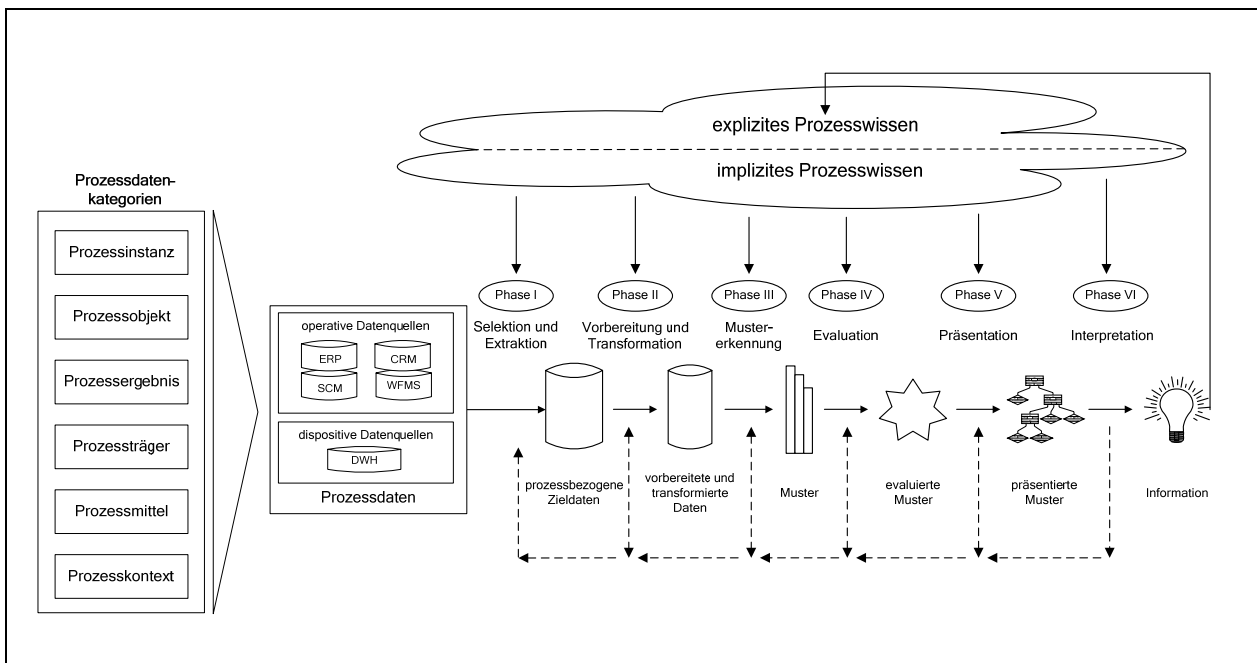 explizites Prozesswissen
implizites Prozesswissen
Prozessdaten-
kategorien
Prozessinstanz
Prozessobjekt
Prozessergebnis
Prozessträger
Prozessmittel
Prozesskontext
operative Datenquellen
ERP
CRM
SCM
WFMS
dispositive Datenquellen
DWH
Prozessdaten
Phase I
Phase II
Phase III
Phase IV
Phase V
Phase VI
Selektion und
Extraktion
Vorbereitung und
Transformation
Muster-
erkennung
Evaluation
Präsentation
Interpretation
prozessbezogene
Zieldaten
vorbereitete und
transformierte
Daten
Muster
evaluierte
Muster
präsentierte
Muster
Information